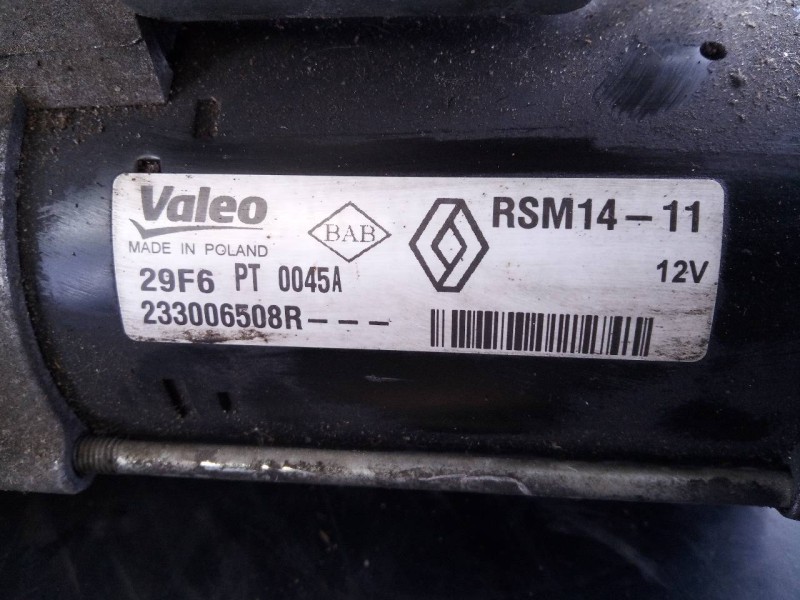 Valeo
MADE IN POLAND
BAB
RSM14-11
12V
29F6 PT 0045A
233006508R---